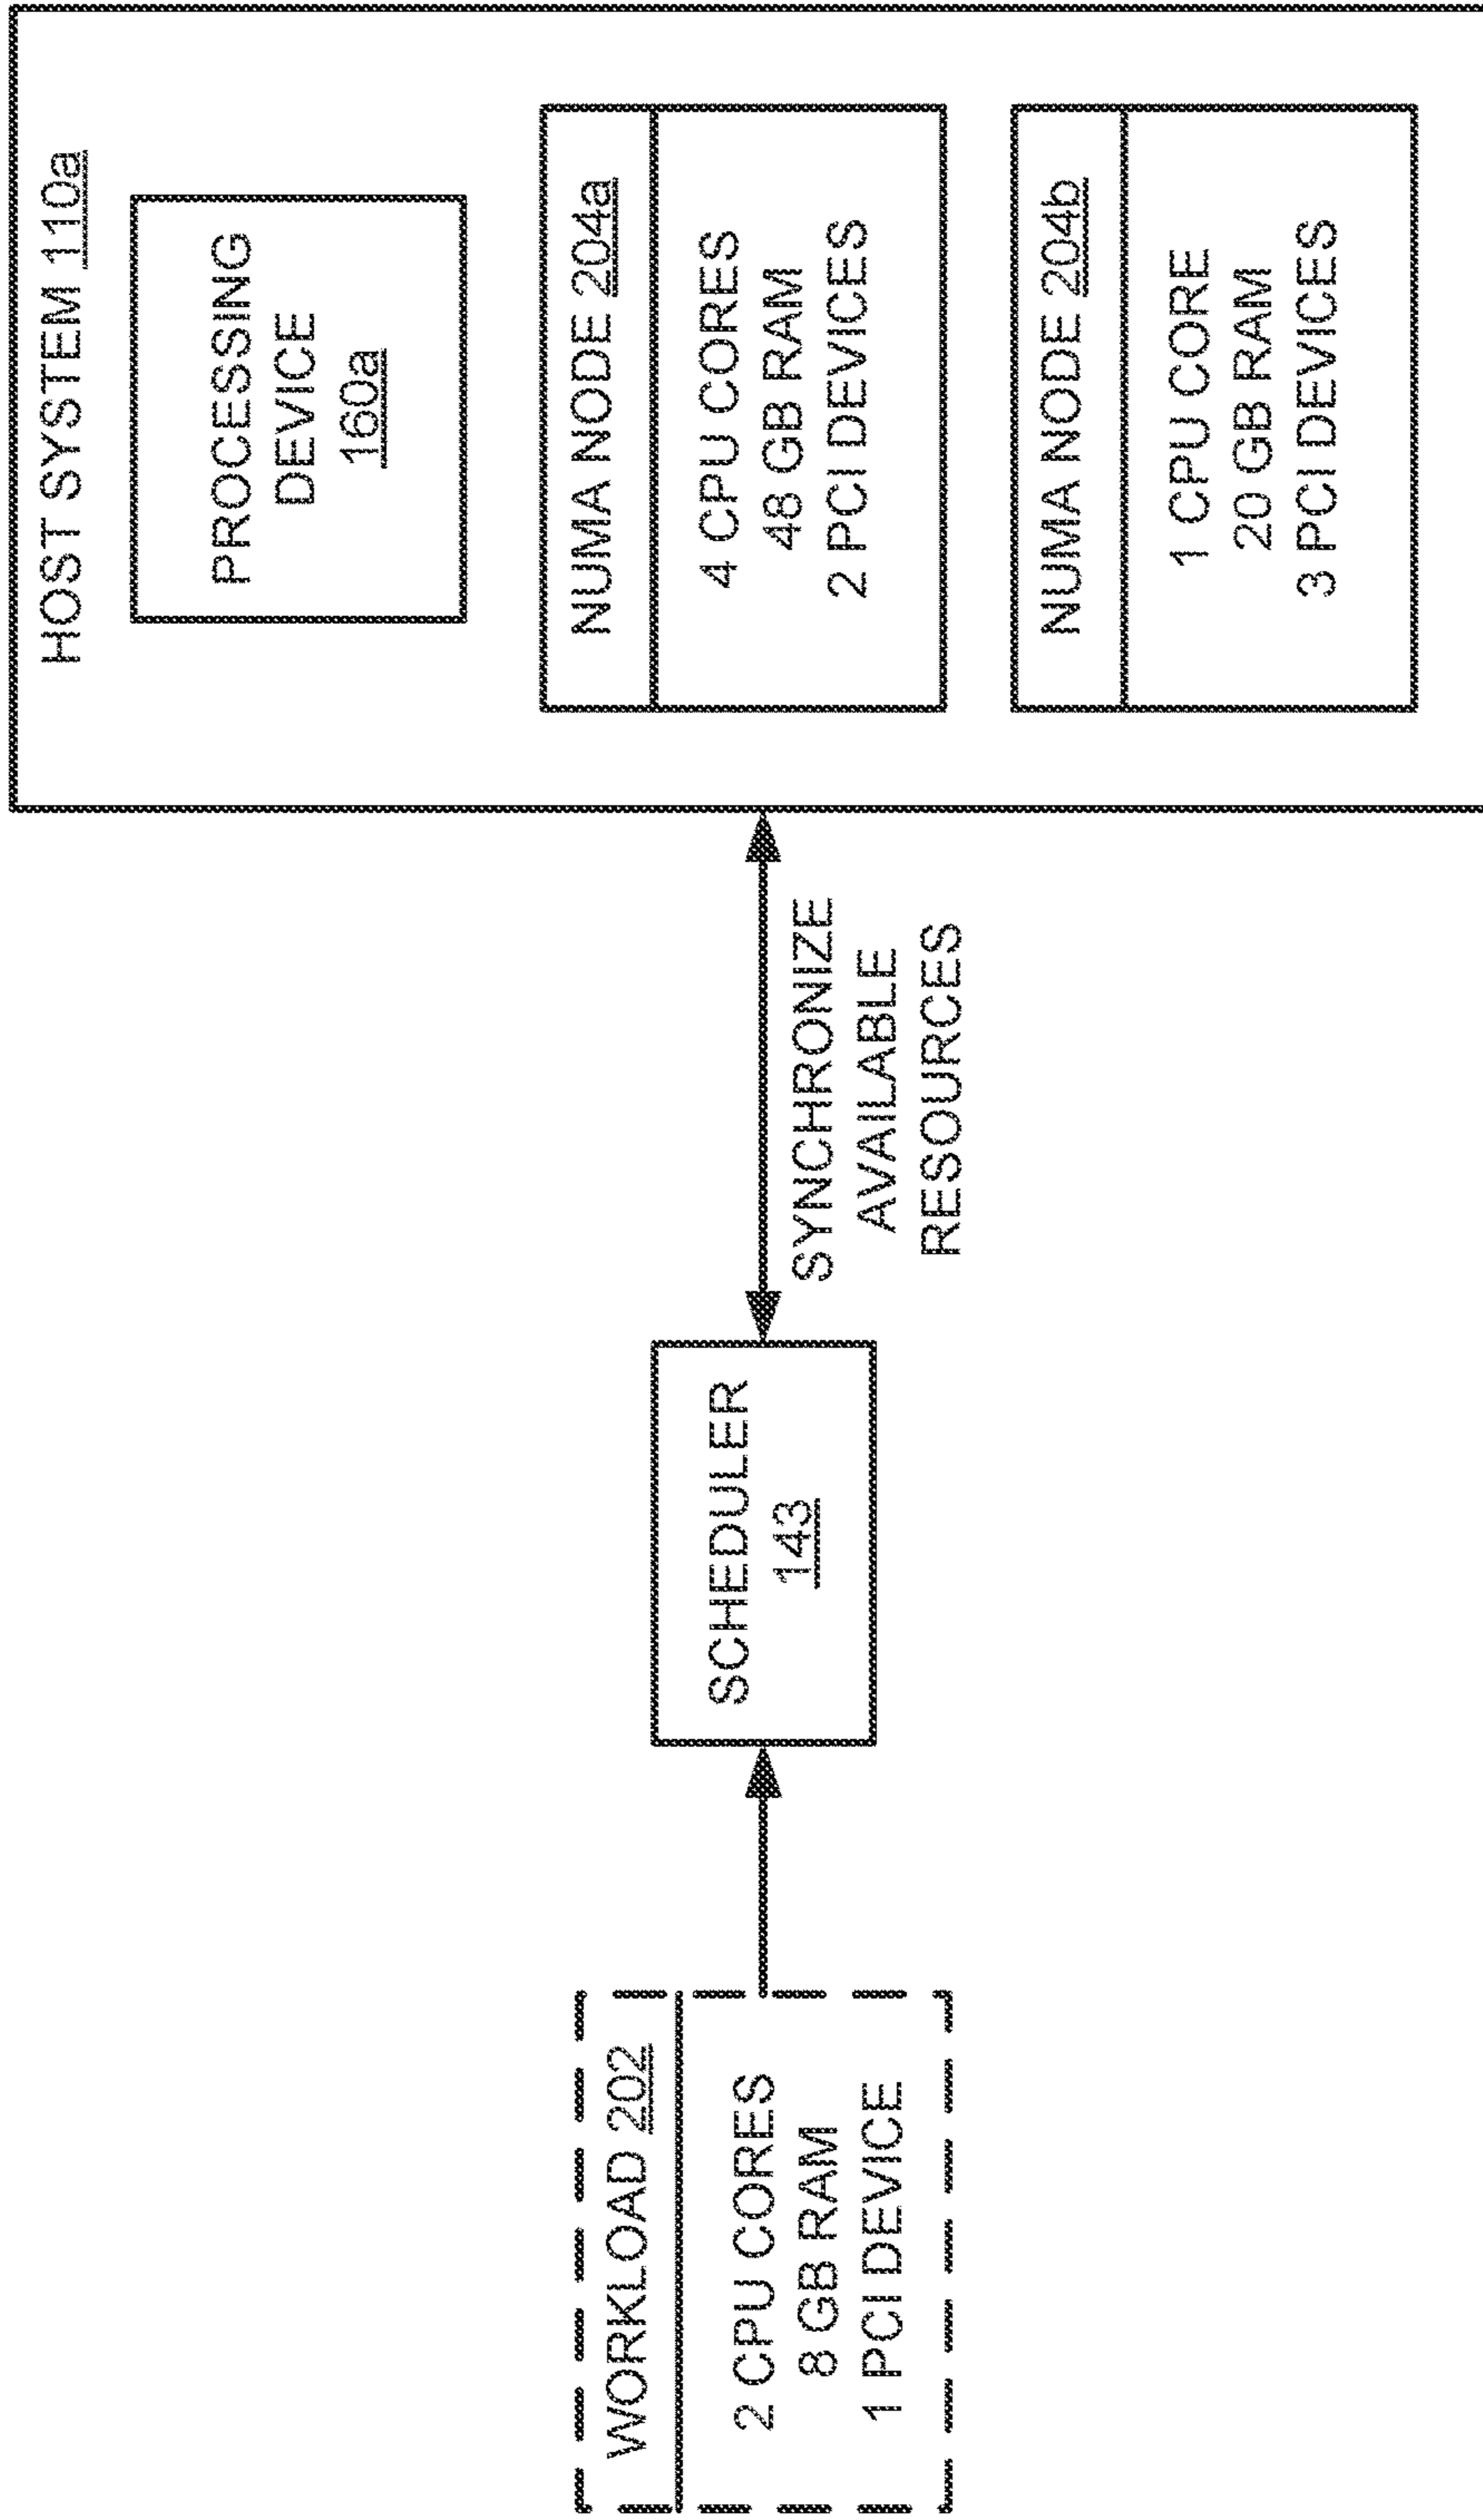 WORKLOAD 202
2 CPU CORES
8 GB RAM
1 PCI DEVICE
SCHEDULER
143
SYNCHRONIZE
AVAILABLE
RESOURCES
HOST SYSTEM 110a
PROCESSING
DEVICE
160a
NUMA NODE 204a
4 CPU CORES
48 GB RAM
2 PCI DEVICES
NUMA NODE 204b
1 CPU CORE
20 GB RAM
3 PCI DEVICES